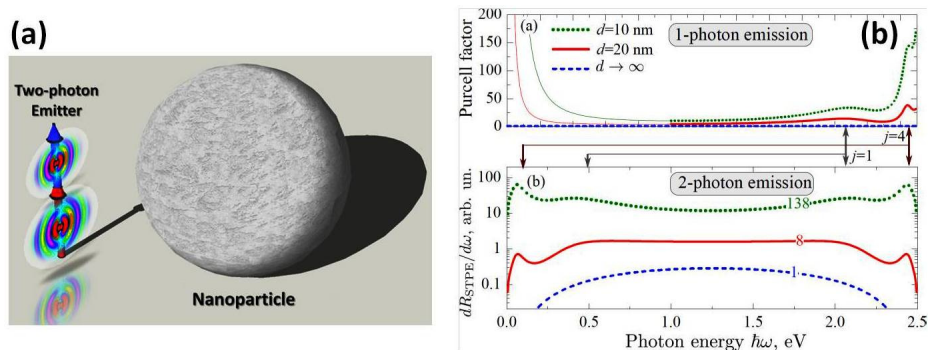 (a)
Two-photon
Emitter
Nanoparticle
(b)
Purcell factor
200
150
100
50
0
(a)
d=10 nm
d=20 nm
d → ∞
1-photon emission
j=4
j=1
dR_STPE/dω, arb. un.
100
10
1
0.1
(b)
2-photon emission
138
8
1
0.0 0.5 1.0 1.5 2.0 2.5
Photon energy ℏω, eV